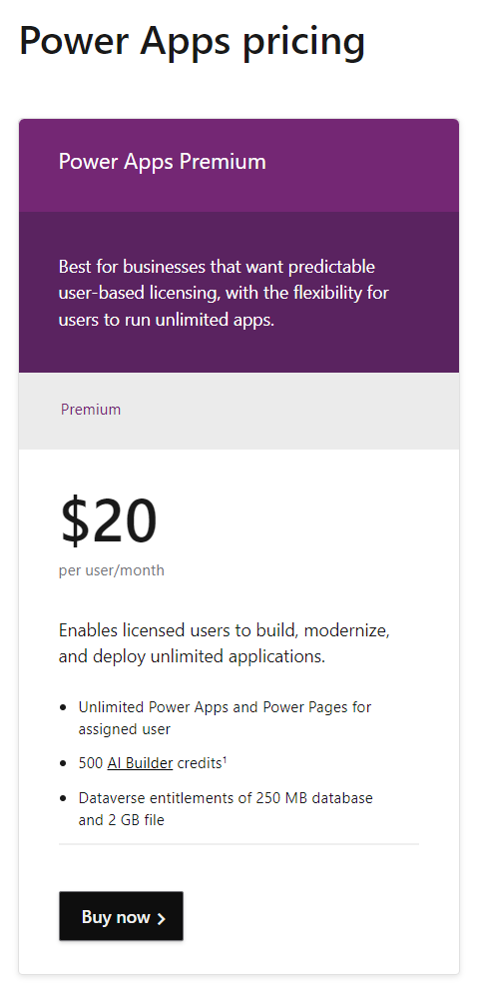 Power Apps pricing
Power Apps Premium
Best for businesses that want predictable
user-based licensing, with the flexibility for
users to run unlimited apps.
Premium
$20
per user/month
Enables licensed users to build, modernize,
and deploy unlimited applications.
• Unlimited Power Apps and Power Pages for
assigned user
• 500 AI Builder credits¹
• Dataverse entitlements of 250 MB database
and 2 GB file
Buy now